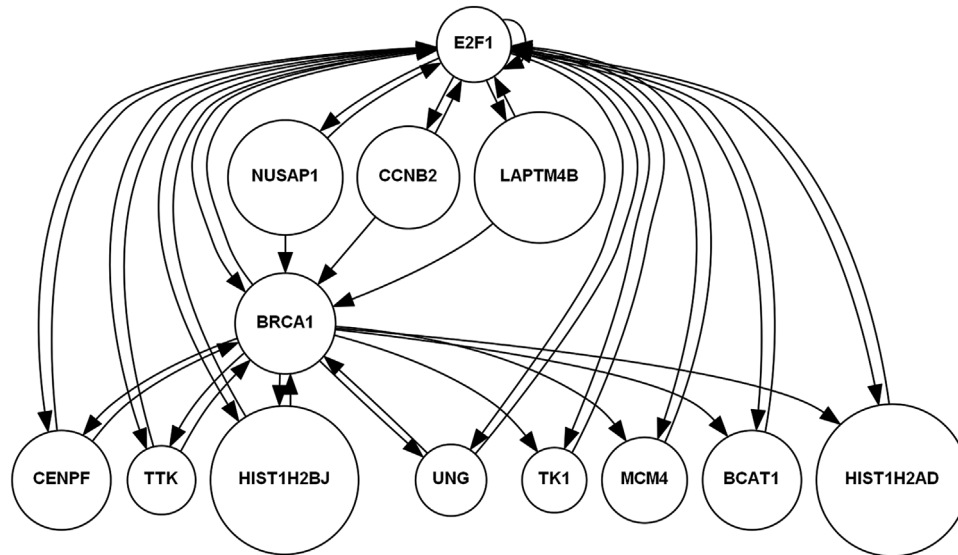 E2F1
NUSAP1
CCNB2
LAPTM4B
BRCA1
CENPF
TTK
HIST1H2BJ
UNG
TK1
MCM4
BCAT1
HIST1H2AD